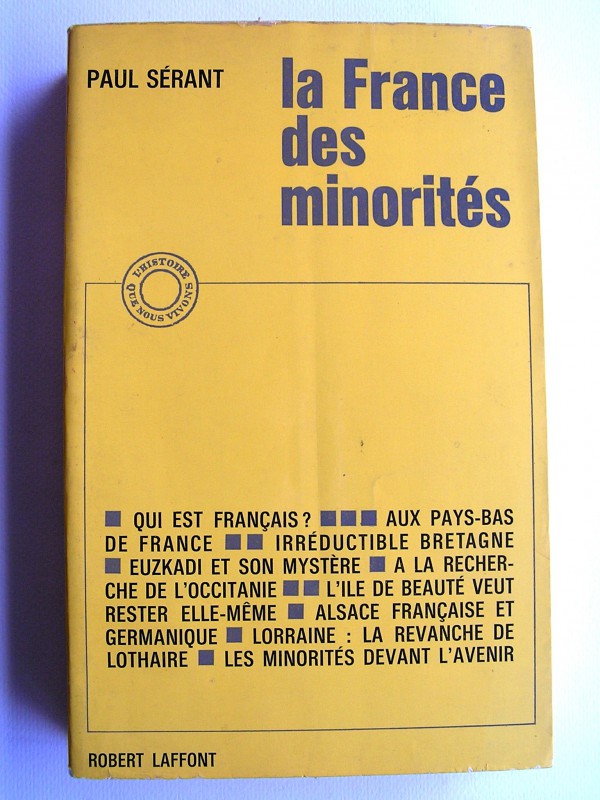 PAUL SÉRANT
la France
des
minorités
L'HISTOIRE
QUE NOUS VIVONS
■ QUI EST FRANÇAIS ? ■■■ AUX PAYS-BAS
DE FRANCE ■■ IRRÉDUCTIBLE BRETAGNE
■ EUZKADI ET SON MYSTÈRE ■ A LA RECHER-
CHE DE L'OCCITANIE ■■ L'ILE DE BEAUTÉ VEUT
RESTER ELLE-MÊME ■ ALSACE FRANÇAISE ET
GERMANIQUE ■ LORRAINE : LA REVANCHE DE
LOTHAIRE ■ LES MINORITÉS DEVANT L'AVENIR
ROBERT LAFFONT